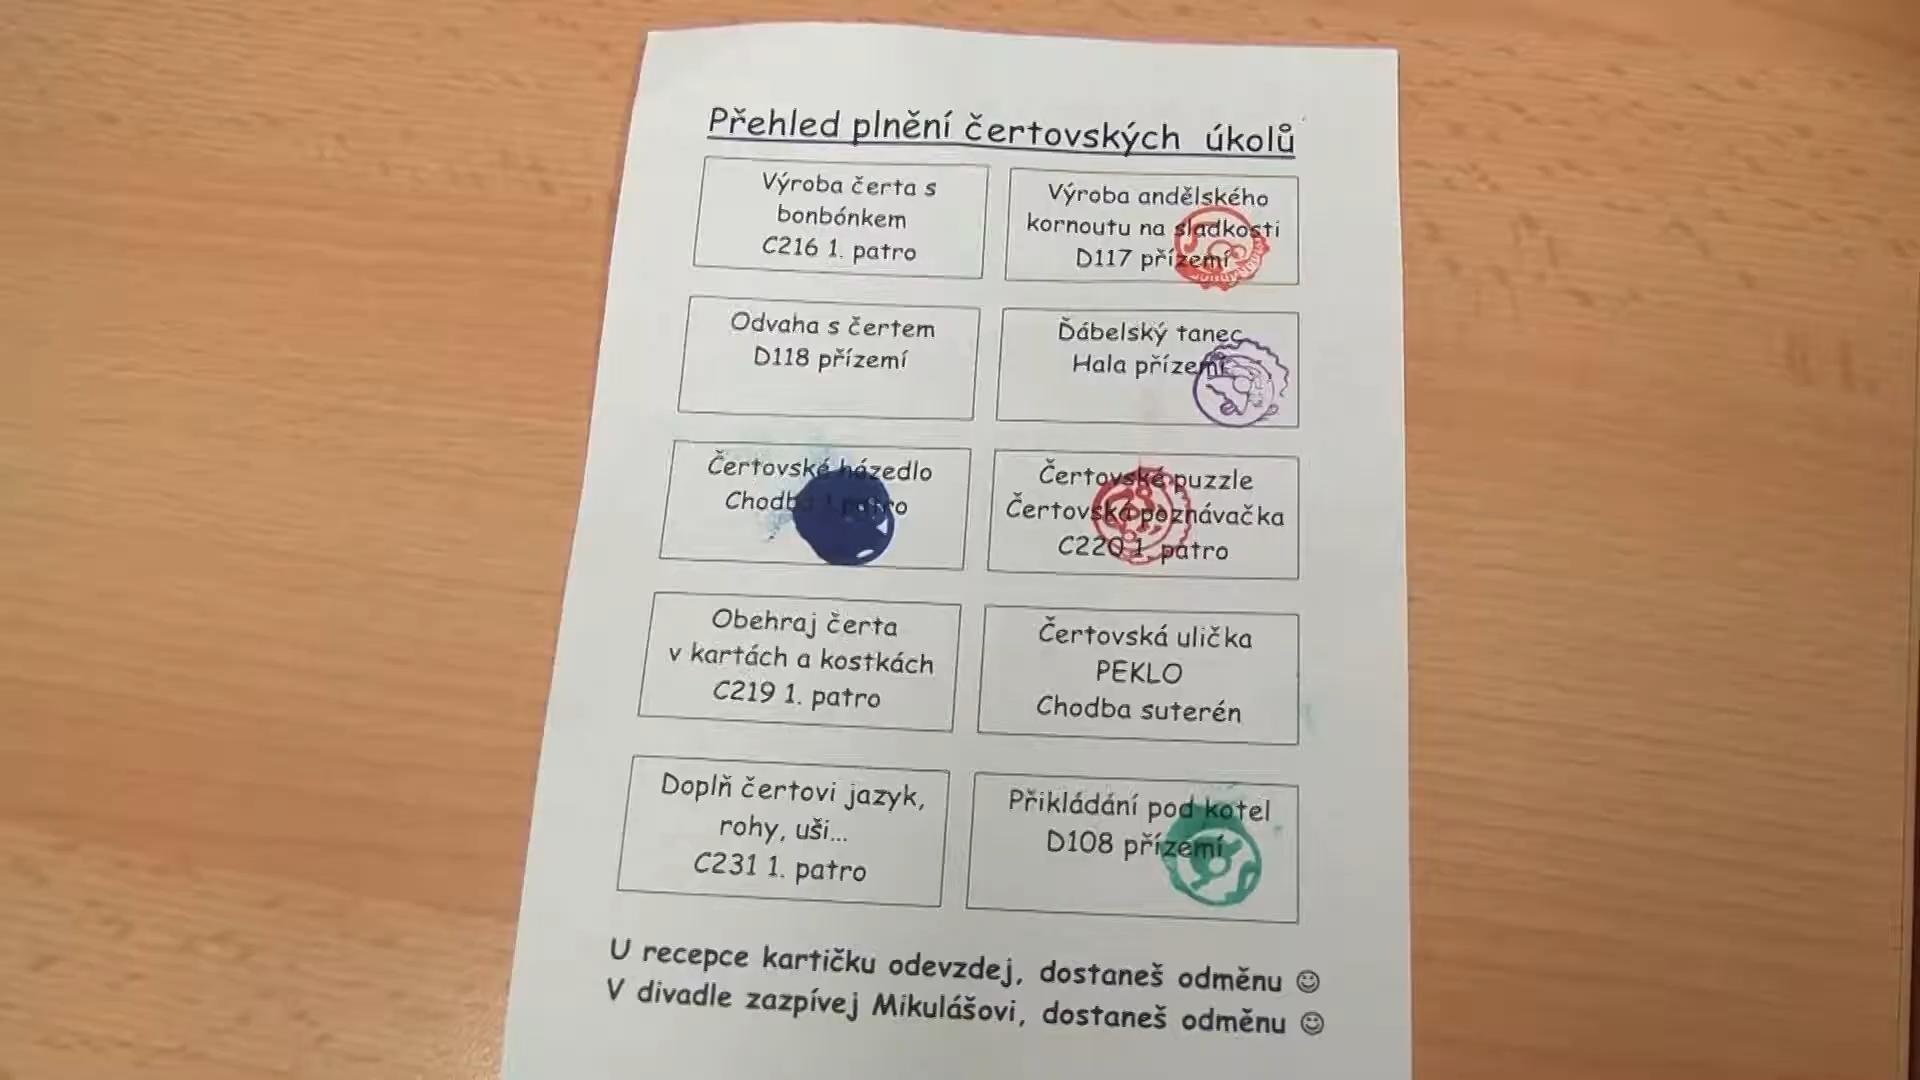 Přehled plnění čertovských úkolů
Výroba čerta s
bonbónkem
C216 1. patro
Výroba andělského
kornoutu na sladkosti
D117 přízemí
Odvaha s čertem
D118 přízemí
Ďábelský tanec
Hala přízemí
Čertovské házedlo
Chodba 1. patro
Čertovské puzzle
Čertovská poznávačka
C220 1. patro
Obehraj čerta
v kartách a kostkách
C219 1. patro
Čertovská ulička
PEKLO
Chodba suterén
Doplň čertovi jazyk,
rohy, uši...
C231 1. patro
Přikládání pod kotel
D108 přízemí
U recepce kartičku odevzdej, dostaneš odměnu ☺
V divadle zazpívej Mikulášovi, dostaneš odměnu ☺